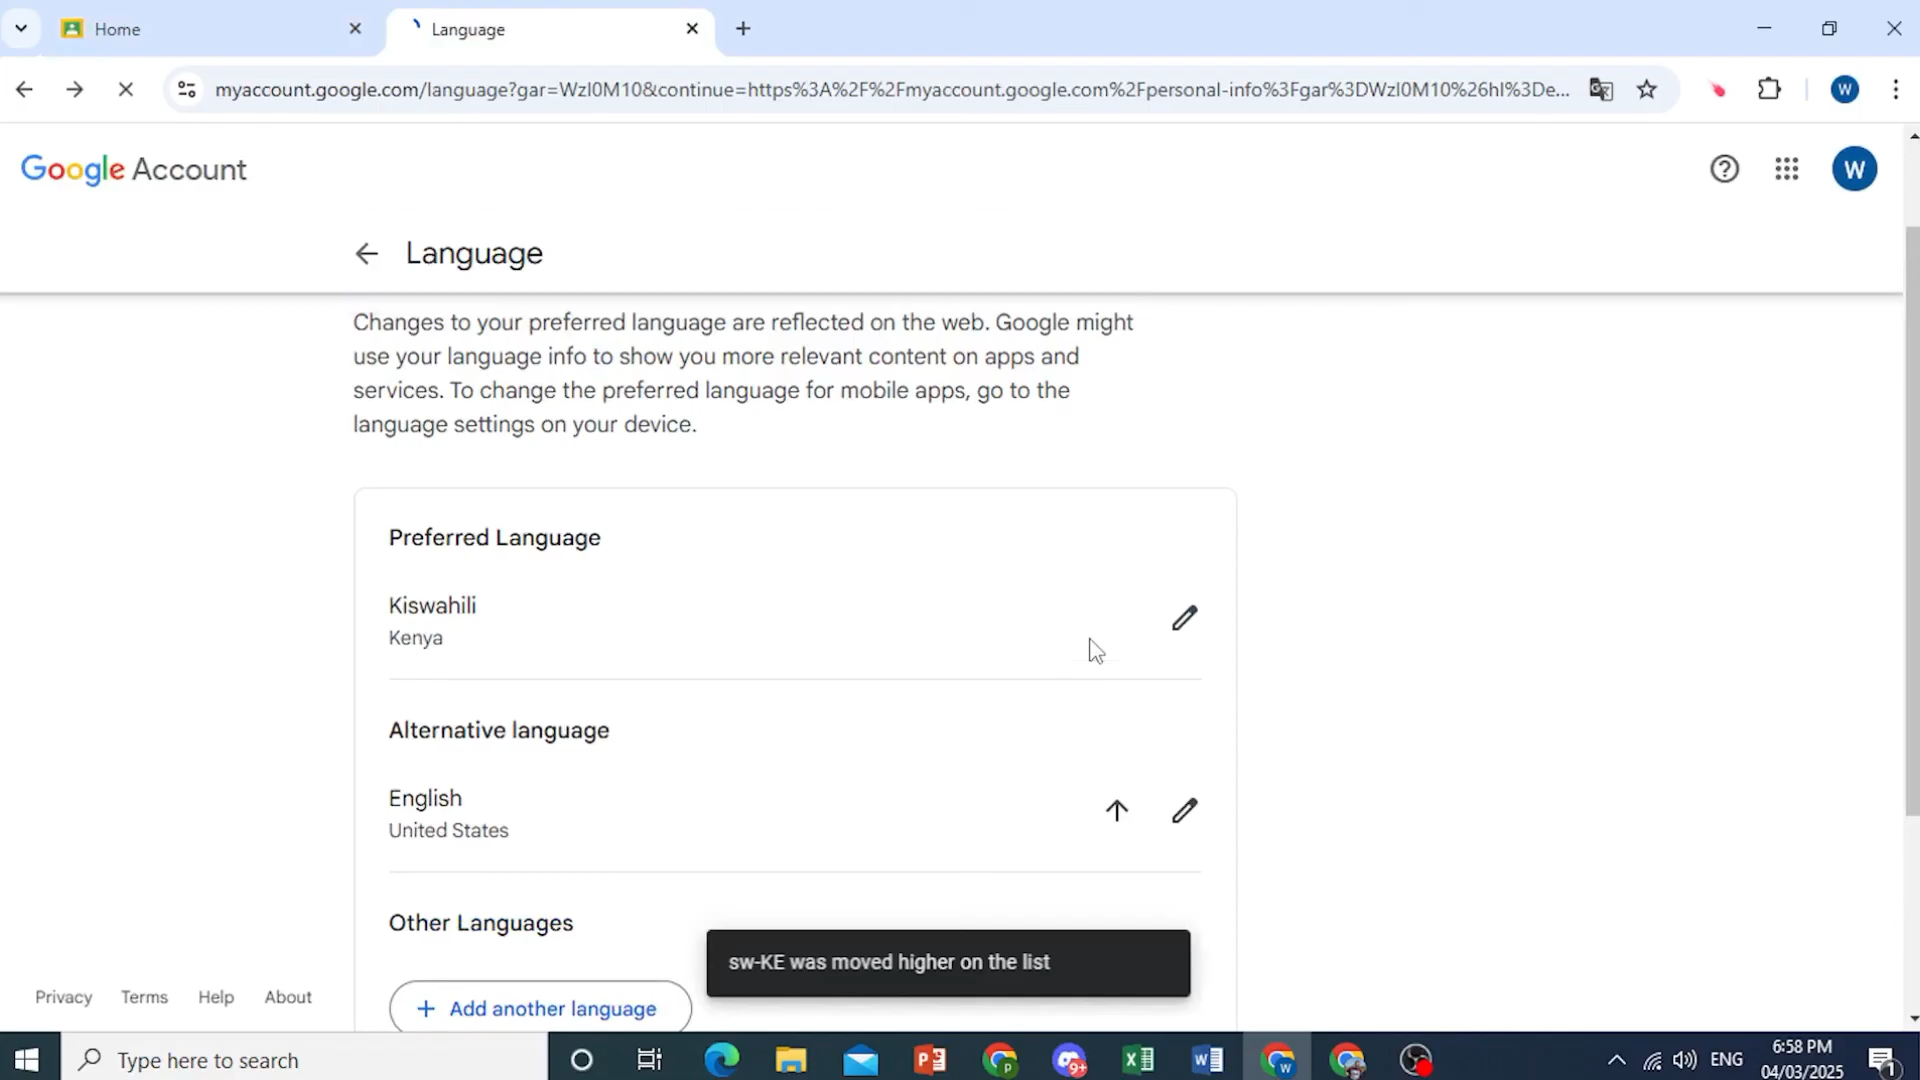 Home
Language
myaccount.google.com/language?gar=WzI0M10&continue=https%3A%2F%2Fmyaccount.google.com%2Fpersonal-info%3Fgar%3DWzI0M10%26hl%3De...
W
Google Account
W
Language
Changes to your preferred language are reflected on the web. Google might
use your language info to show you more relevant content on apps and
services. To change the preferred language for mobile apps, go to the
language settings on your device.
Preferred Language
Kiswahili
Kenya
Alternative language
English
United States
Other Languages
sw-KE was moved higher on the list
+ Add another language
Privacy Terms Help About
Type here to search
ENG
6:58 PM
04/03/2025